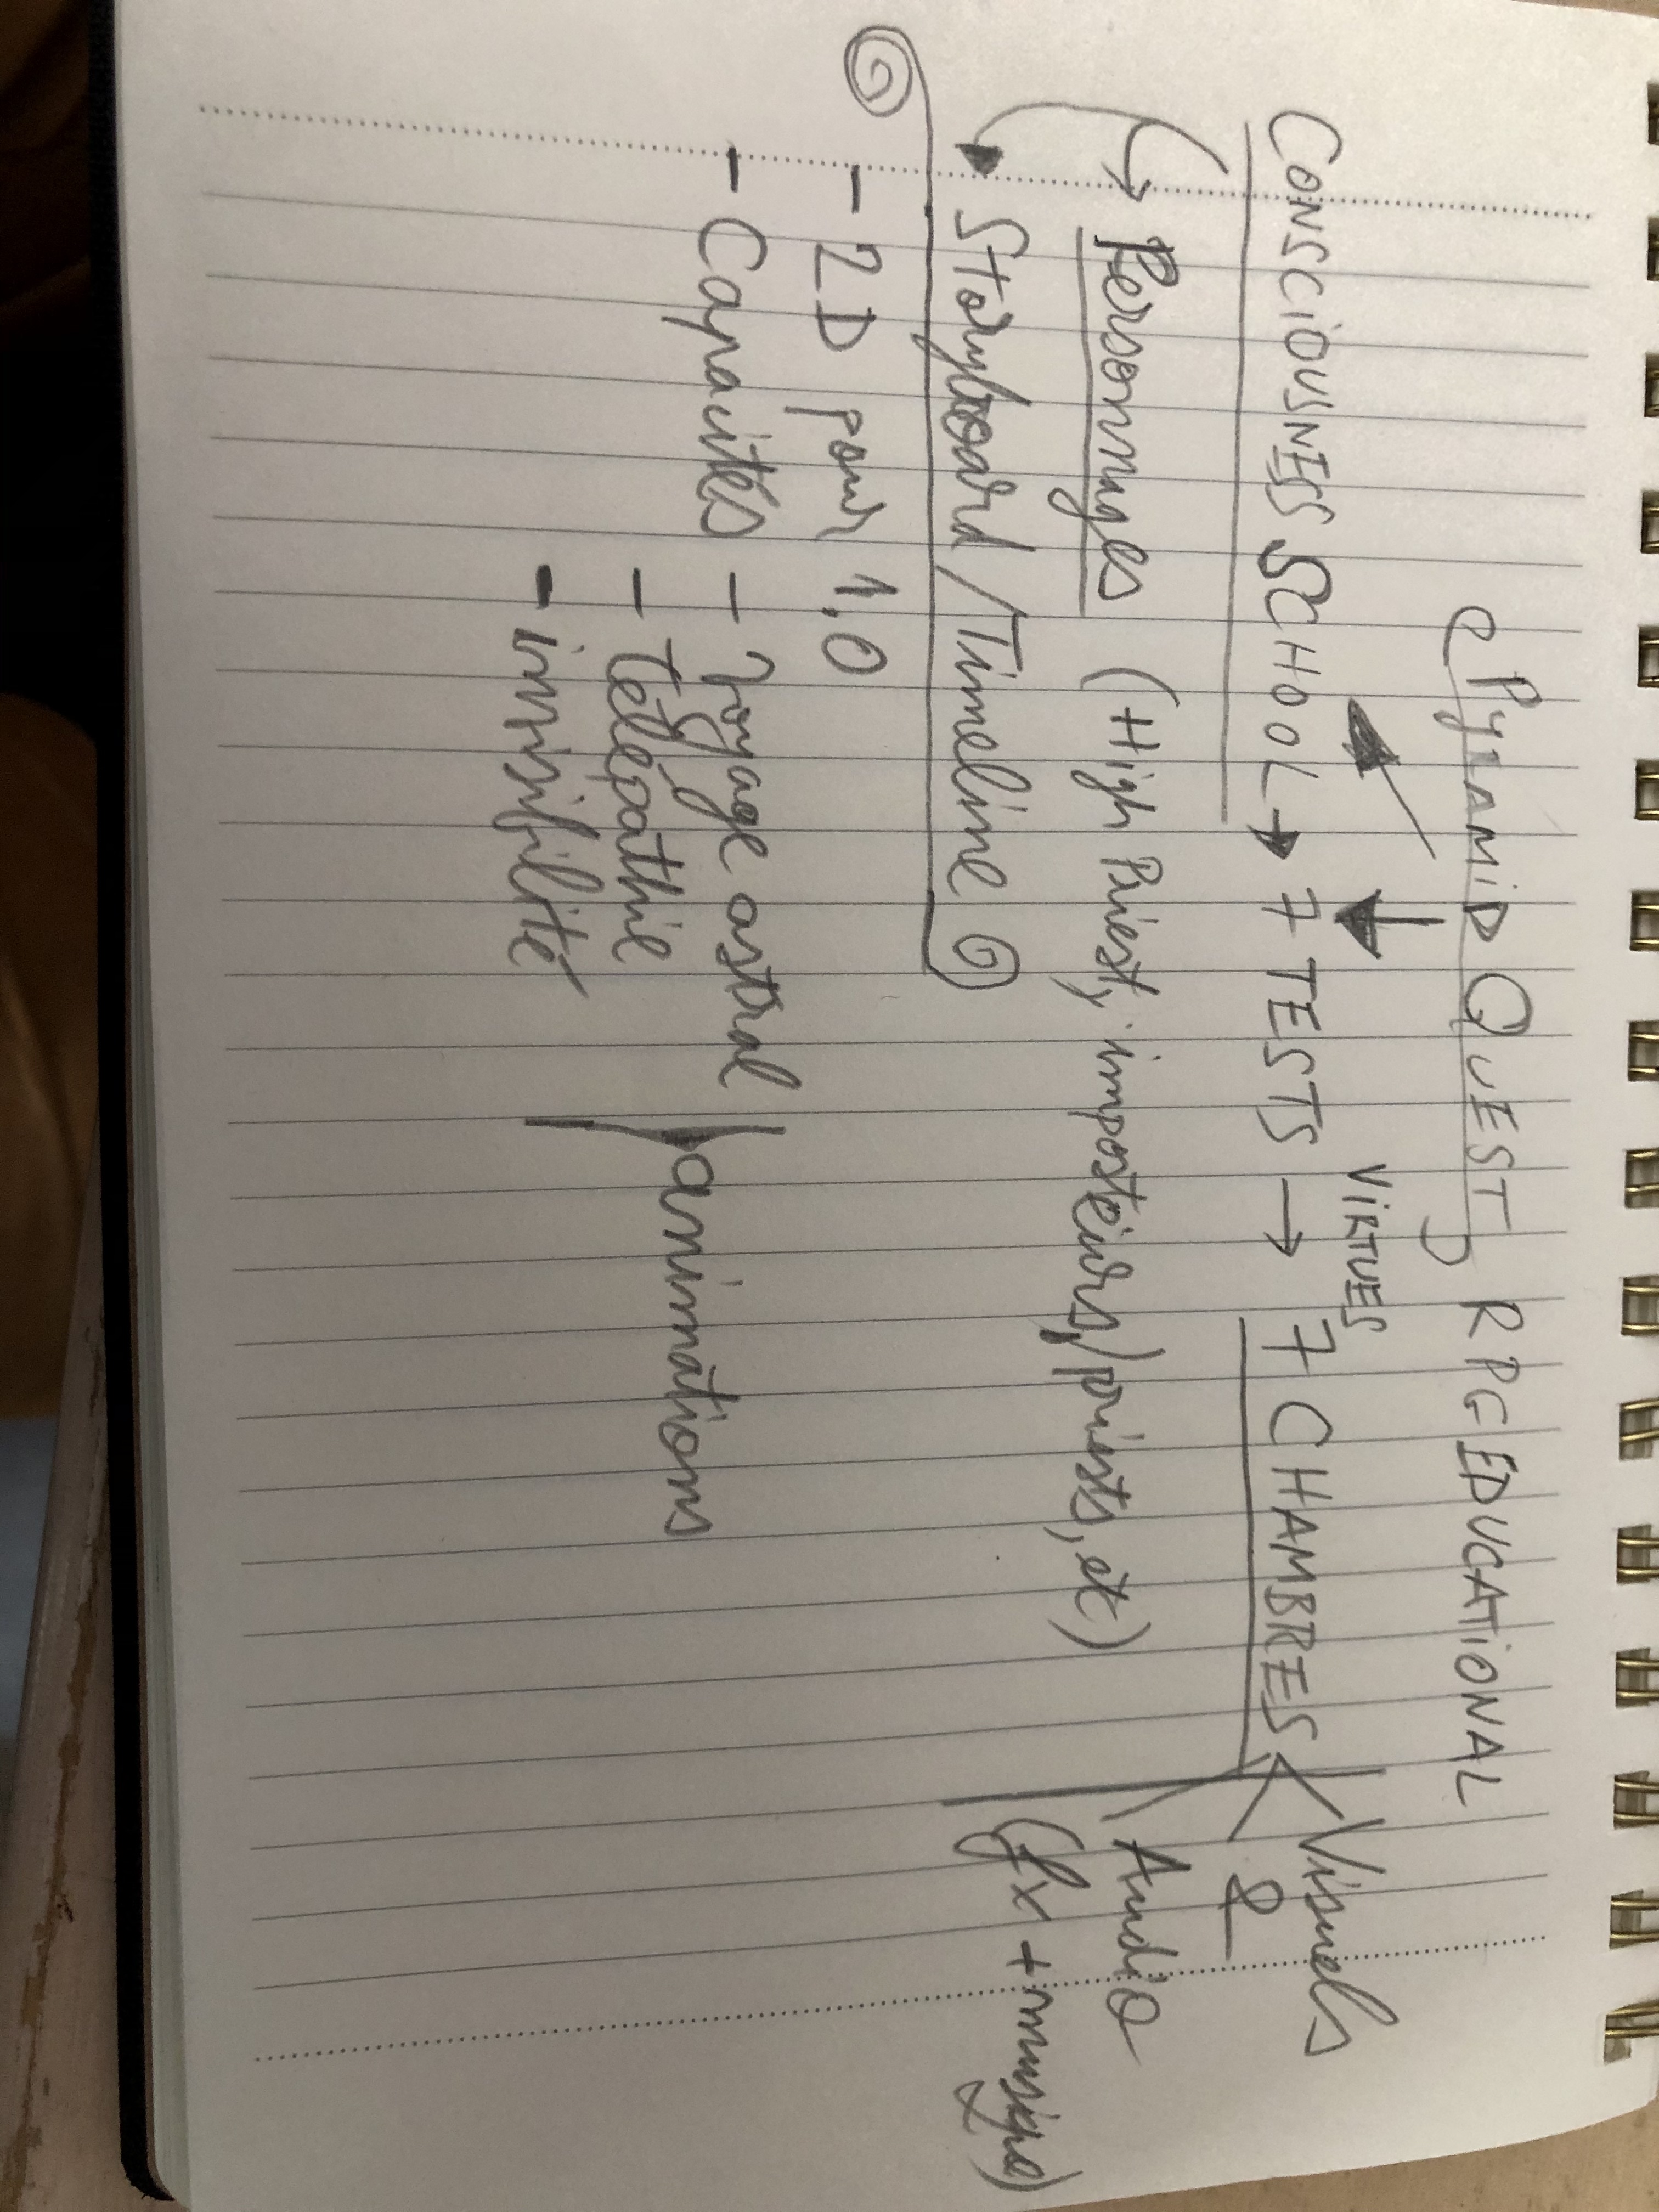 Pyramid Quest RPG EDUCATIONAL
VIRTUES
CONSCIOUSNESS SCHOOL → 7 TESTS → 7 CHAMBRES
Visuels
&
Audio
(fx + musique)
↳ Personnages (High Priest, imposteurs, priests, etc)
Storyboard / Timeline
- 2D pour 1,0
- Capacités - Voyage astral
- Télépathie
- invisibilité
animations